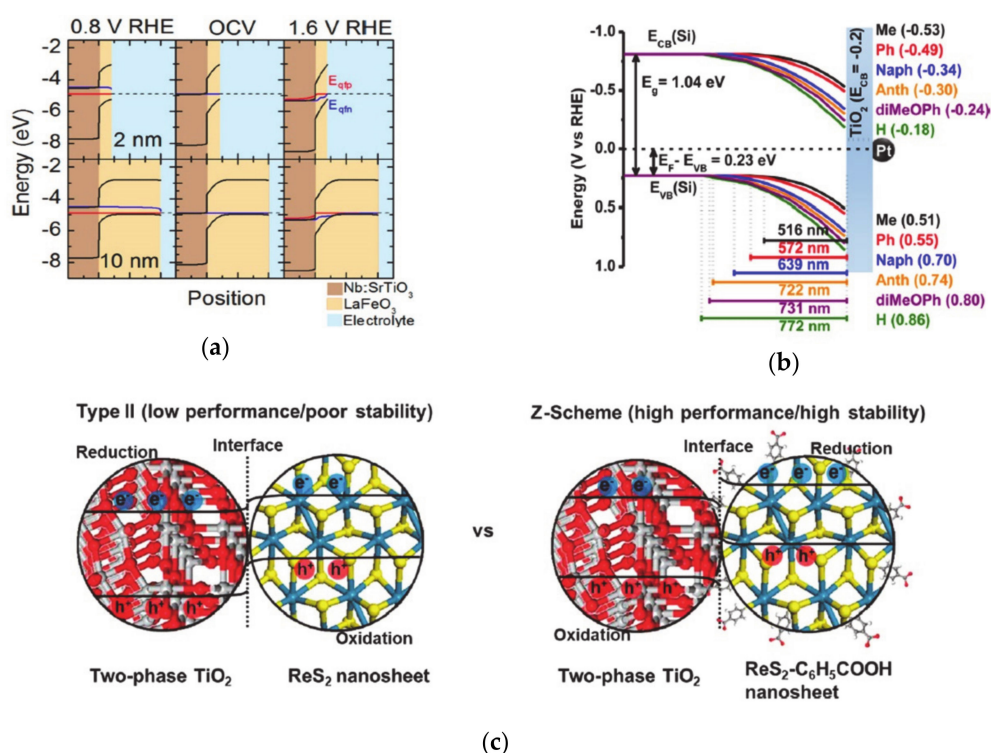 0.8 V RHE OCV 1.6 V RHE
-2
-4
-6
-8
E_qfp
E_qfn
2 nm
Energy (eV)
-2
-4
-6
-8
10 nm
Position
Nb:SrTiO₃
LaFeO₃
Electrolyte
(a)
Energy (V vs RHE)
-1.0
-0.5
0.0
0.5
1.0
E_CB(Si)
E_g = 1.04 eV
E_F - E_VB = 0.23 eV
E_VB(Si)
516 nm
572 nm
639 nm
722 nm
731 nm
772 nm
TiO₂ (E_CB = -0.2)
Pt
Me (-0.53)
Ph (-0.49)
Naph (-0.34)
Anth (-0.30)
diMeOPh (-0.24)
H (-0.18)
Me (0.51)
Ph (0.55)
Naph (0.70)
Anth (0.74)
diMeOPh (0.80)
H (0.86)
(b)
Type II (low performance/poor stability)
Reduction
Interface
e⁻ e⁻ e⁻ e⁻ e⁻
h⁺ h⁺
h⁺ h⁺ h⁺
Oxidation
Two-phase TiO₂
ReS₂ nanosheet
vs
Z-Scheme (high performance/high stability)
Interface
Reduction
e⁻ e⁻ e⁻ e⁻ e⁻ e⁻
h⁺ h⁺
h⁺ h⁺ h⁺
Oxidation
Two-phase TiO₂
ReS₂-C₆H₅COOH
nanosheet
(c)